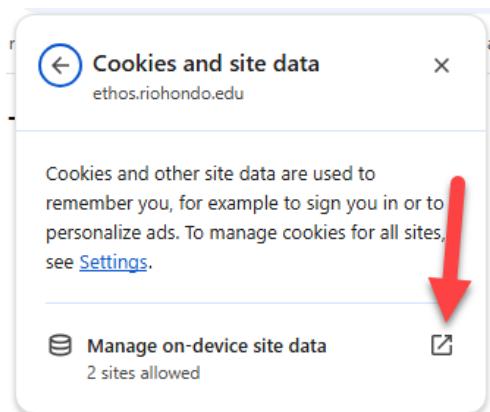 Cookies and site data
ethos.riohondo.edu
Cookies and other site data are used to
remember you, for example to sign you in or to
personalize ads. To manage cookies for all sites,
see Settings.
Manage on-device site data
2 sites allowed